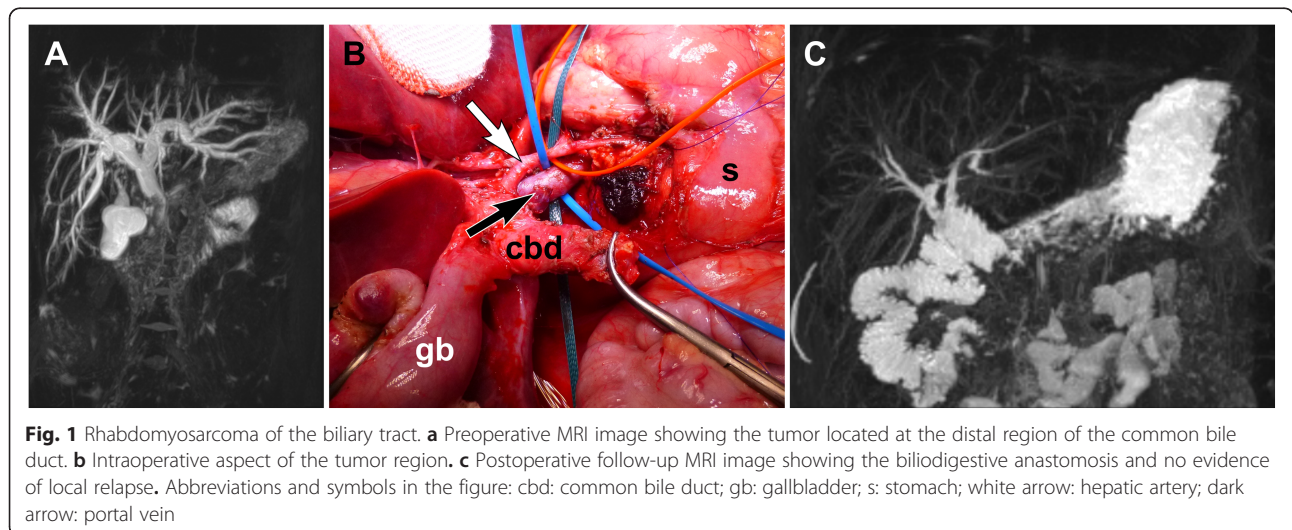 A
B
C
s
cbd
gb
Fig. 1 Rhabdomyosarcoma of the biliary tract. a Preoperative MRI image showing the tumor located at the distal region of the common bile
duct. b Intraoperative aspect of the tumor region. c Postoperative follow-up MRI image showing the biliodigestive anastomosis and no evidence
of local relapse. Abbreviations and symbols in the figure: cbd: common bile duct; gb: gallbladder; s: stomach; white arrow: hepatic artery; dark
arrow: portal vein